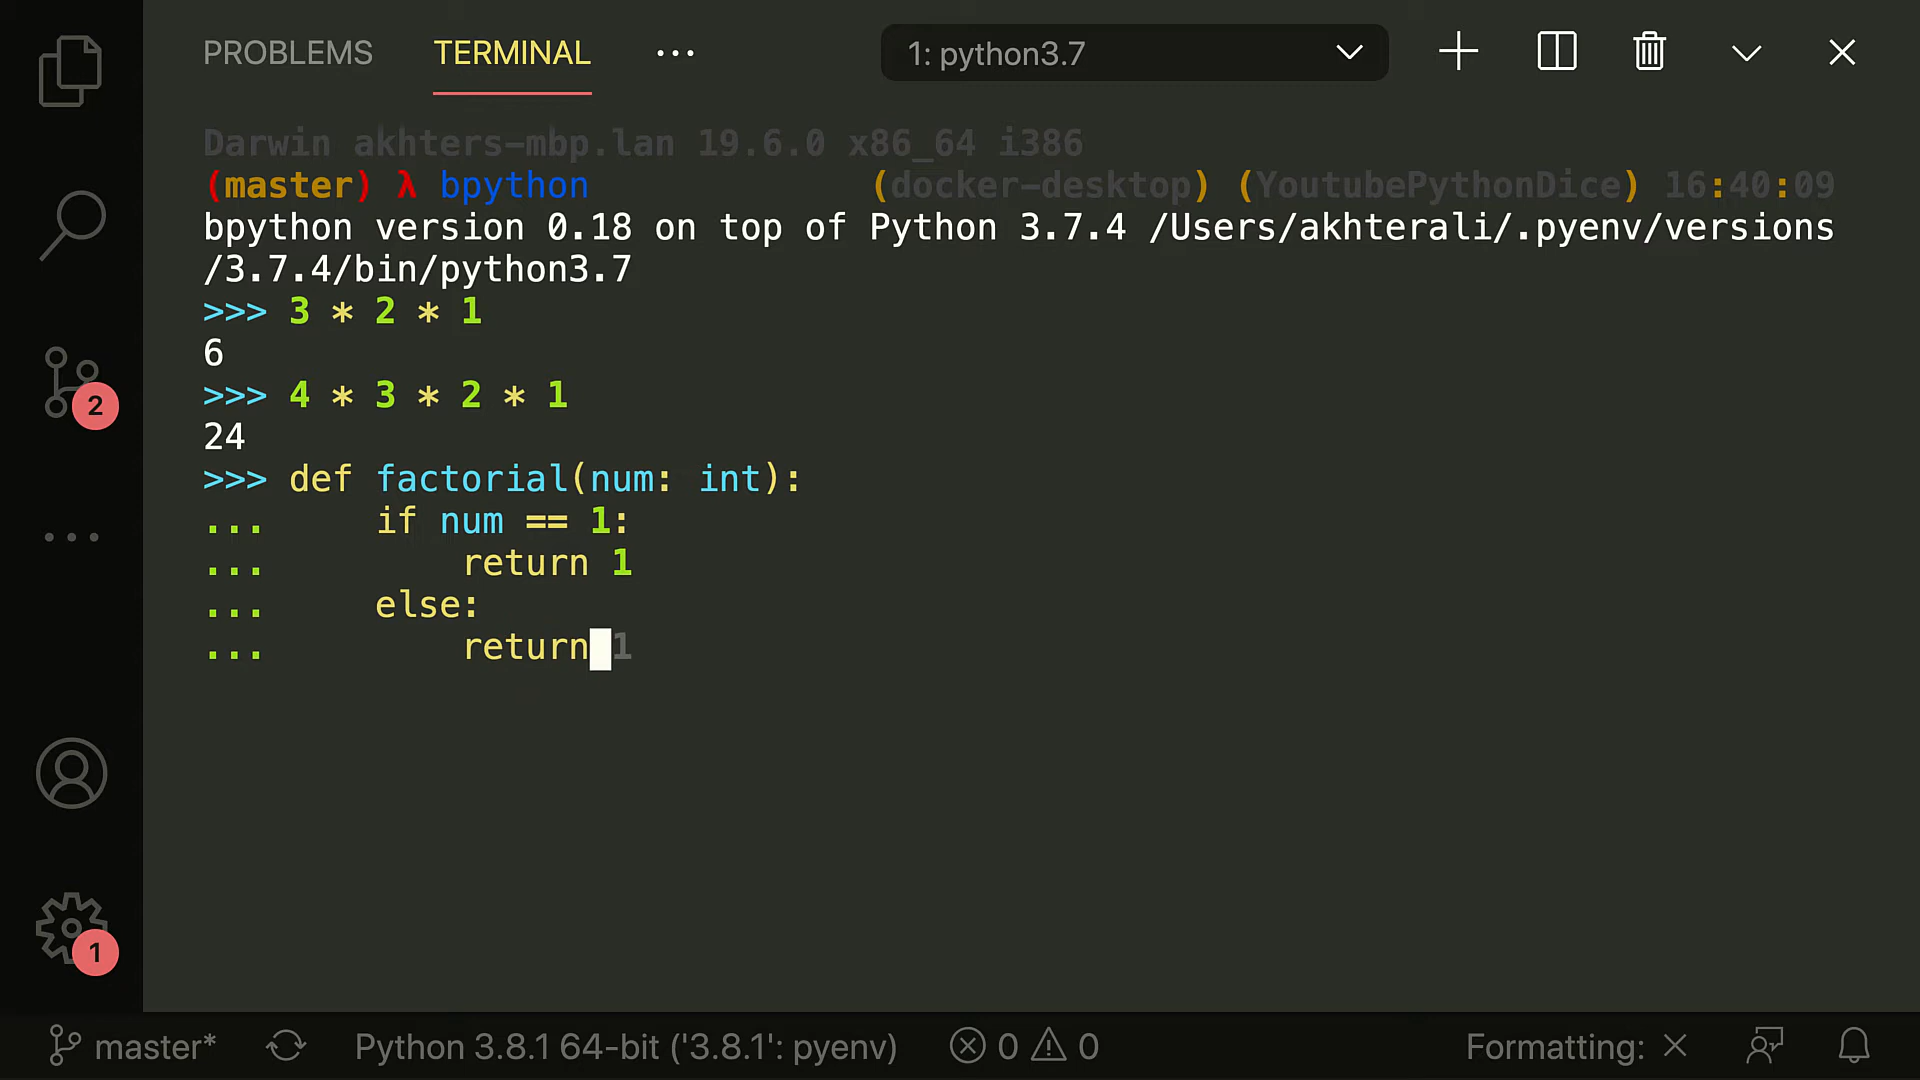 PROBLEMS TERMINAL ... 1: python3.7
Darwin akhters-mbp.lan 19.6.0 x86_64 i386
(master) λ bpython (docker-desktop) (YoutubePythonDice) 16:40:09
bpython version 0.18 on top of Python 3.7.4 /Users/akhterali/.pyenv/versions
/3.7.4/bin/python3.7
>>> 3 * 2 * 1
6
>>> 4 * 3 * 2 * 1
24
>>> def factorial(num: int):
...     if num == 1:
...         return 1
...     else:
...         return 1
2
1
master* Python 3.8.1 64-bit ('3.8.1': pyenv) 0 0 Formatting: ×